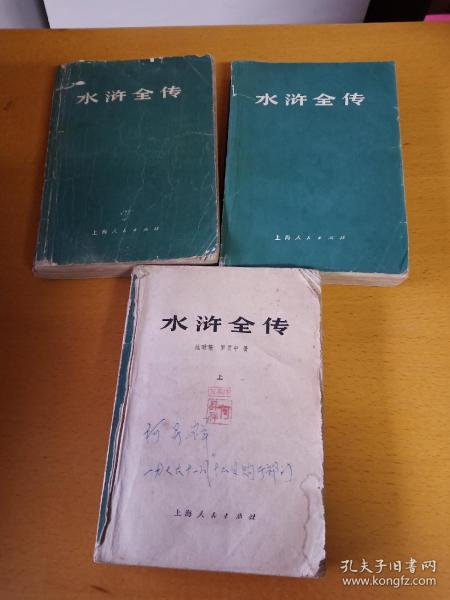 水浒全传
上海人民出版社
水浒全传
上海人民出版社
水浒全传
施耐菴 罗贯中 著
上
上海人民出版社
孔夫子旧书网
www.kongfz.com